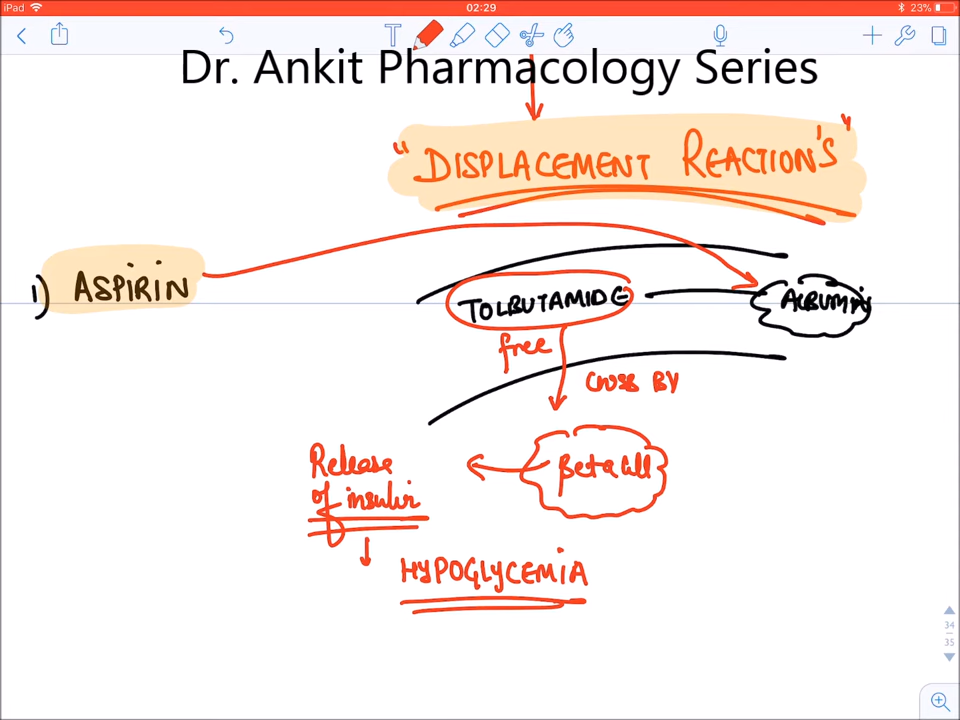 iPad 02:29 23%
T
Dr. Ankit Pharmacology Series
"DISPLACEMENT REACTION'S"
1) ASPIRIN
TOLBUTAMIDE
ALBUMIN
free
CROSS BY
Release
of insulin
Beta Cell
HYPOGLYCEMIA
34
35